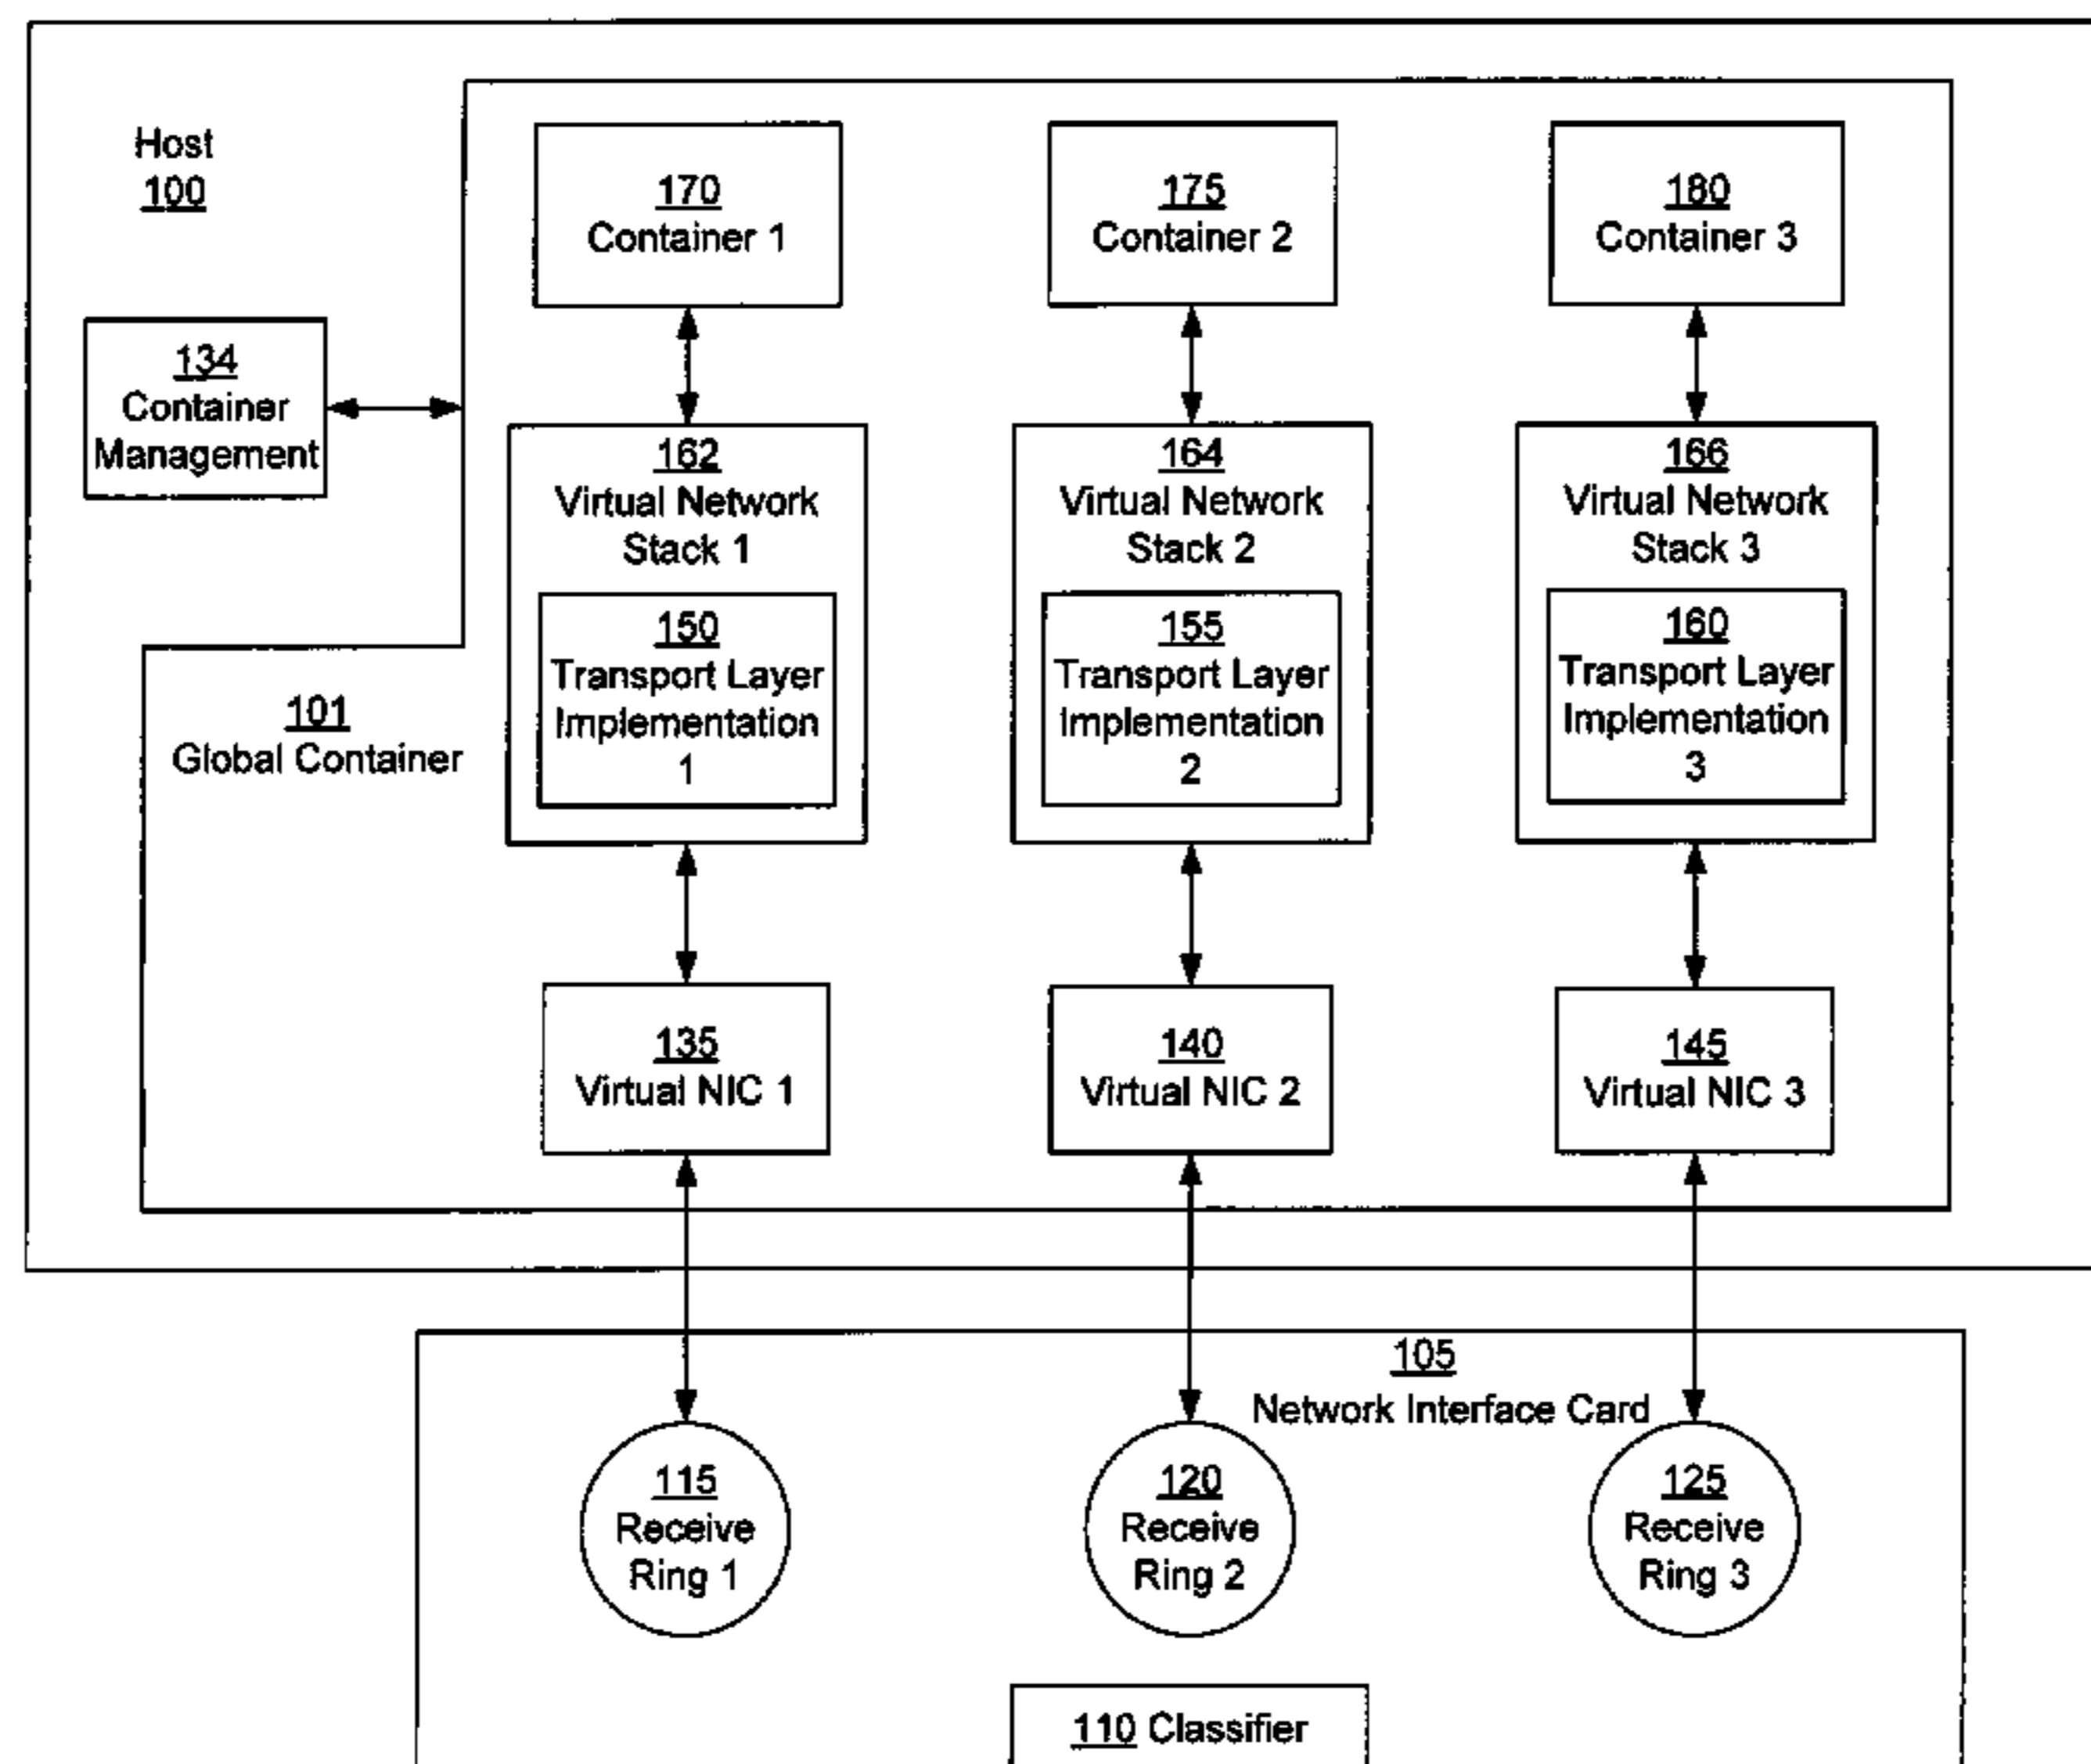 Host
100
170
Container 1
175
Container 2
180
Container 3
134
Container
Management
162
Virtual Network
Stack 1
164
Virtual Network
Stack 2
166
Virtual Network
Stack 3
150
Transport Layer
Implementation
1
155
Transport Layer
Implementation
2
160
Transport Layer
Implementation
3
101
Global Container
135
Virtual NIC 1
140
Virtual NIC 2
145
Virtual NIC 3
105
Network Interface Card
115
Receive
Ring 1
120
Receive
Ring 2
125
Receive
Ring 3
110 Classifier